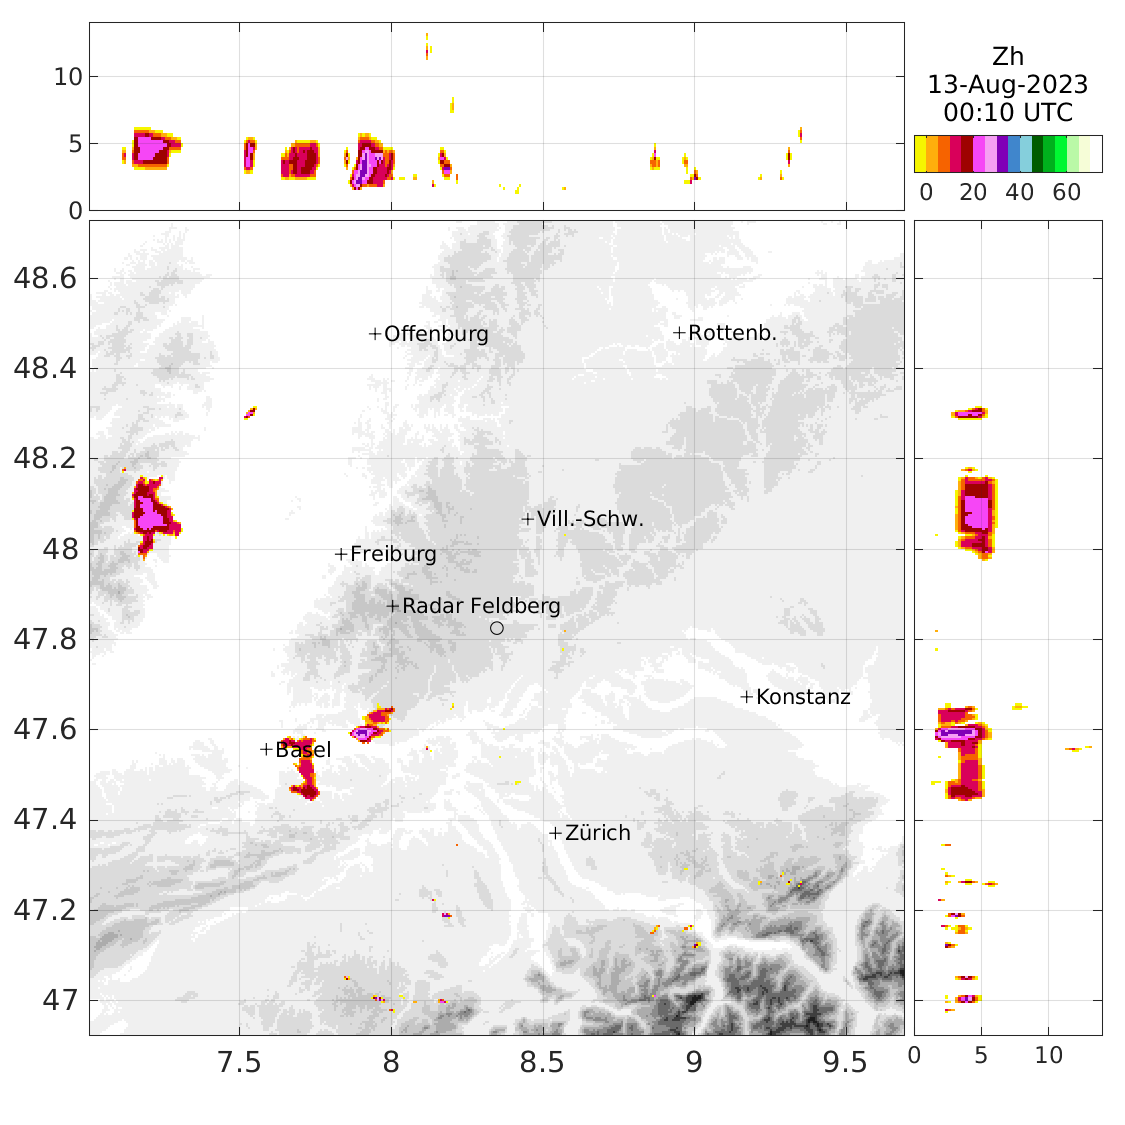 10
5
0
Zh
13-Aug-2023
00:10 UTC
0 20 40 60
48.6
48.4
48.2
48
47.8
47.6
47.4
47.2
47
Offenburg
Rottenb.
Vill.-Schw.
Freiburg
Radar Feldberg
Konstanz
Basel
Zürich
7.5 8 8.5 9 9.5
0 5 10